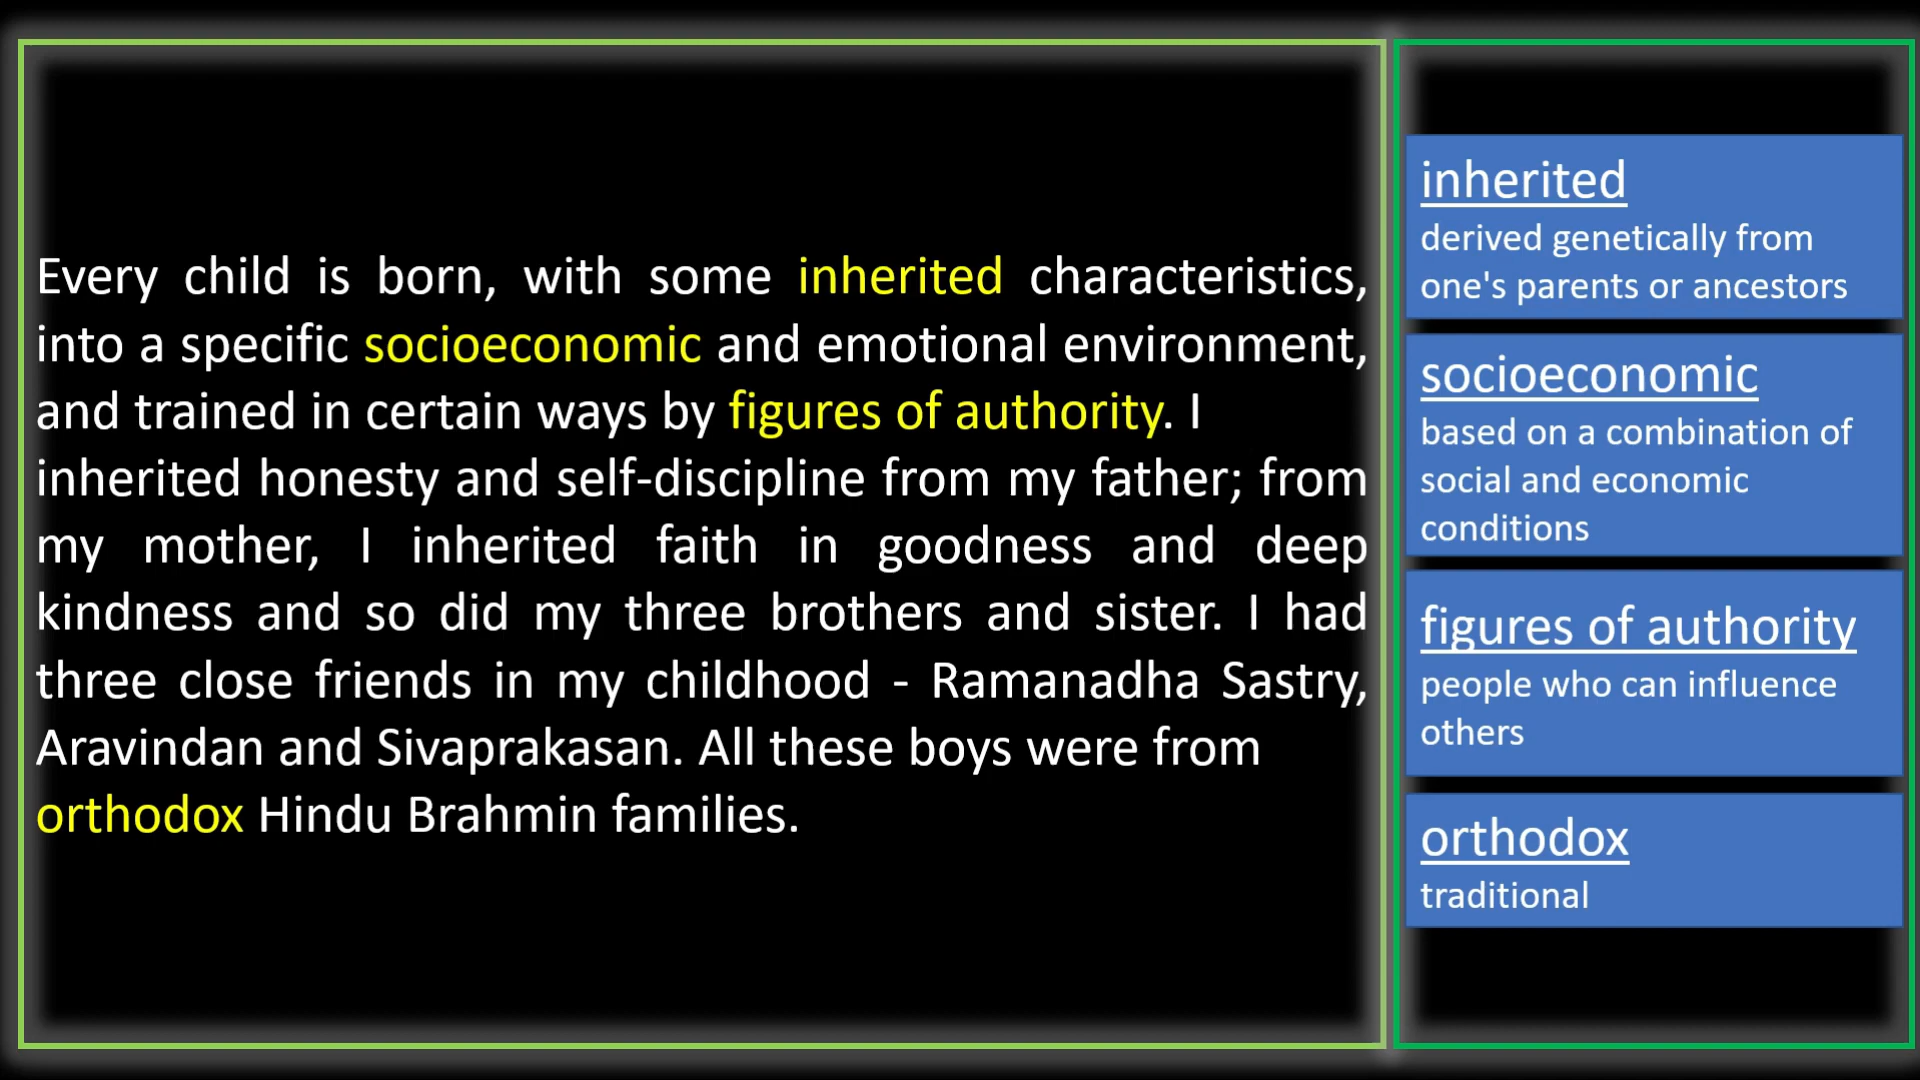 Every child is born, with some inherited characteristics,
into a specific socioeconomic and emotional environment,
and trained in certain ways by figures of authority. I
inherited honesty and self-discipline from my father; from
my mother, I inherited faith in goodness and deep
kindness and so did my three brothers and sister. I had
three close friends in my childhood - Ramanadha Sastry,
Aravindan and Sivaprakasan. All these boys were from
orthodox Hindu Brahmin families.
inherited
derived genetically from
one's parents or ancestors
socioeconomic
based on a combination of
social and economic
conditions
figures of authority
people who can influence
others
orthodox
traditional